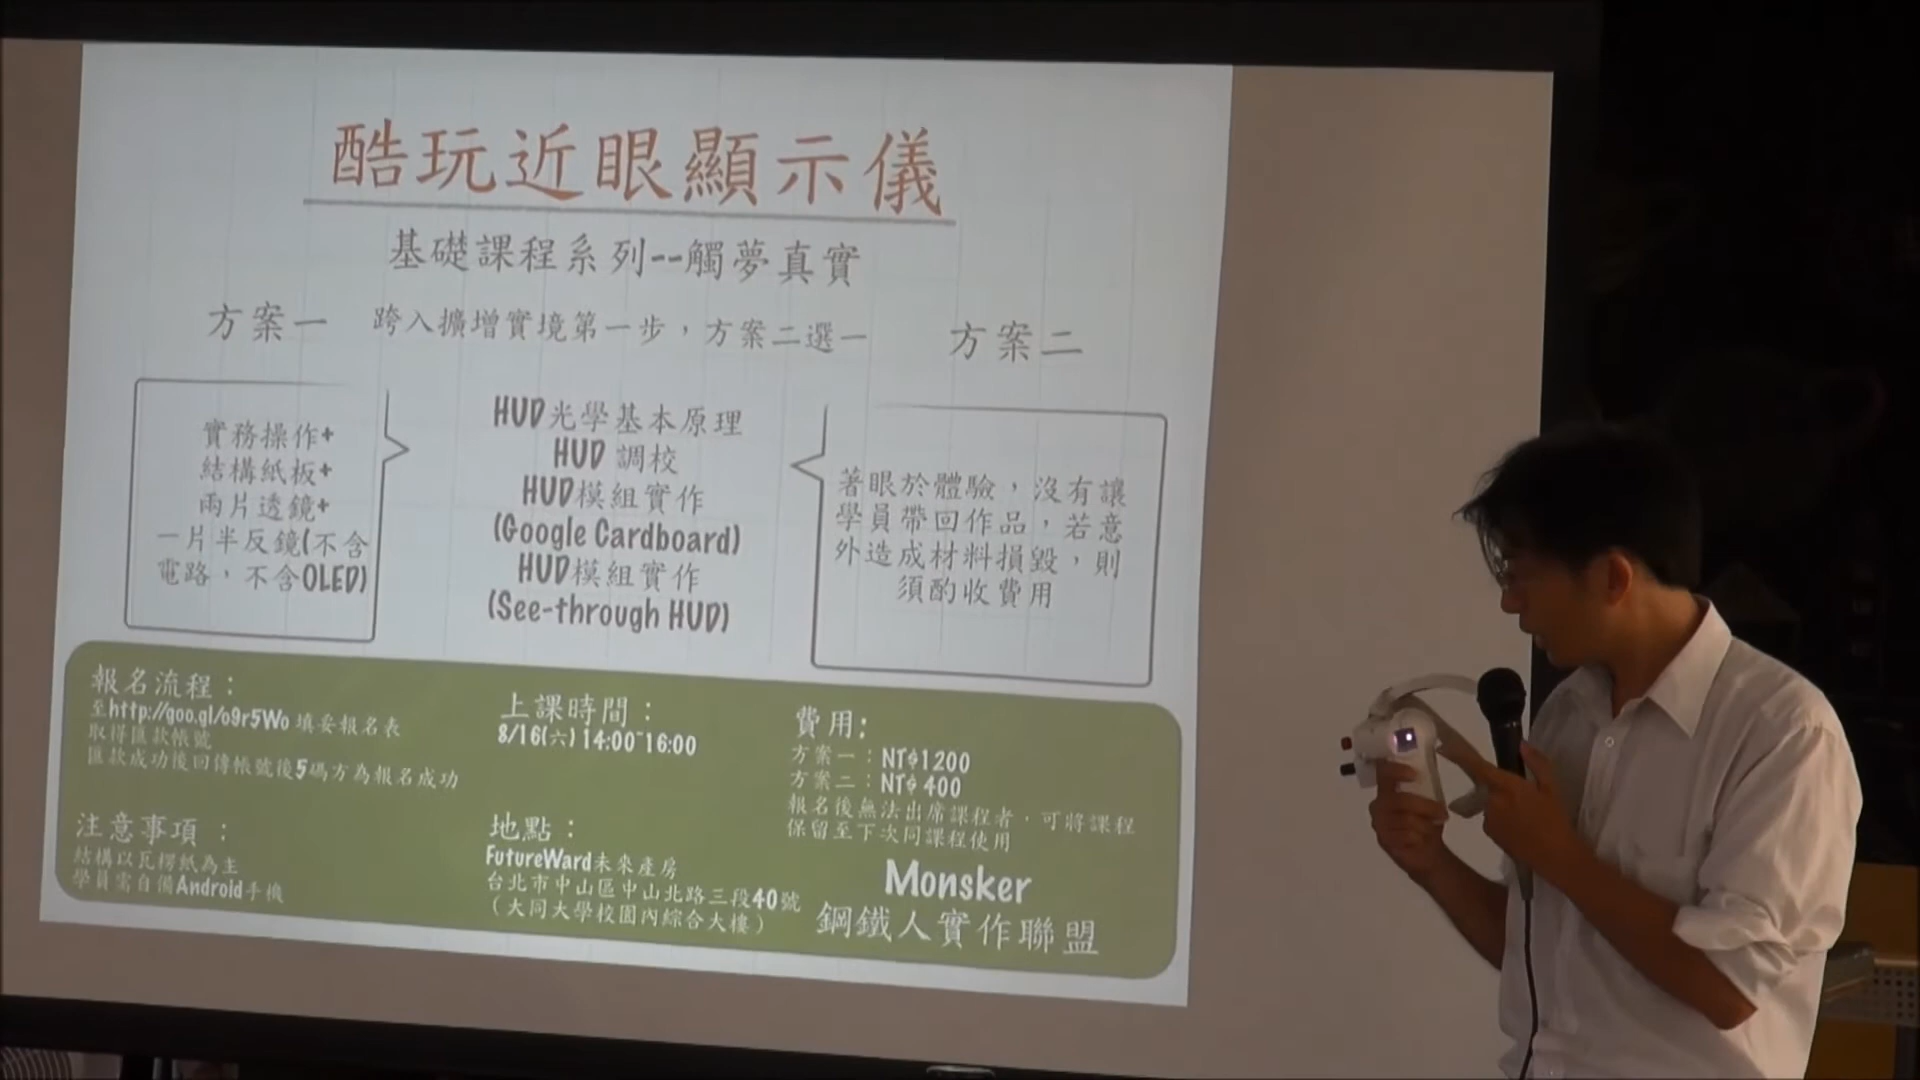 酷玩近眼顯示儀
基礎課程系列--觸夢真實
跨入擴增實境第一步，方案二選一
方案一
實務操作+
結構紙板+
兩片透鏡+
一片半反鏡(不含
電路，不含OLED)
HUD光學基本原理
HUD 調校
HUD模組實作
(Google Cardboard)
HUD模組實作
(See-through HUD)
方案二
著眼於體驗，沒有讓
學員帶回作品，若意
外造成材料損毀，則
須酌收費用
報名流程：
至http://goo.gl/o9r5Wo 填妥報名表
取得匯款帳號
匯款成功後回傳帳號後5碼方為報名成功
注意事項：
結構以瓦楞紙為主
學員需自備Android手機
上課時間：
8/16(六) 14:00~16:00
地點：
FutureWard未來產房
台北市中山區中山北路三段40號
（大同大學校園內綜合大樓）
費用:
方案一：NT$1200
方案二：NT$ 400
報名後無法出席課程者，可將課程
保留至下次同課程使用
Monsker
鋼鐵人實作聯盟